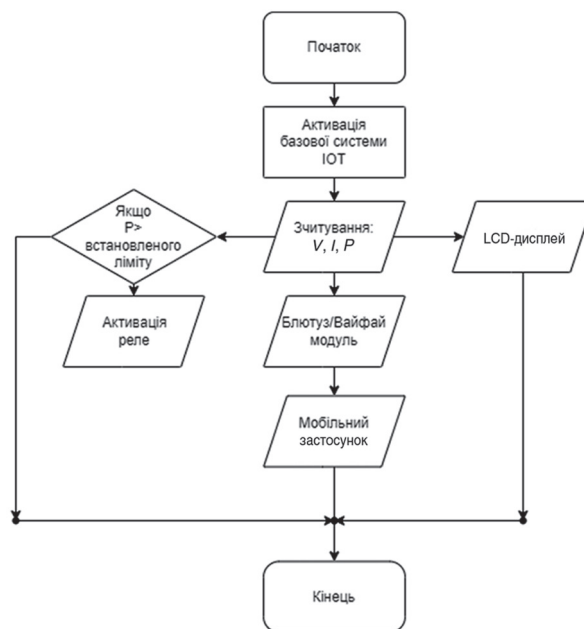 Початок
Активація
базової системи
IOT
Якщо
P>
встановленого
ліміту
Зчитування:
V, I, P
LCD-дисплей
Активація
реле
Блютуз/Вайфай
модуль
Мобільний
застосунок
Кінець